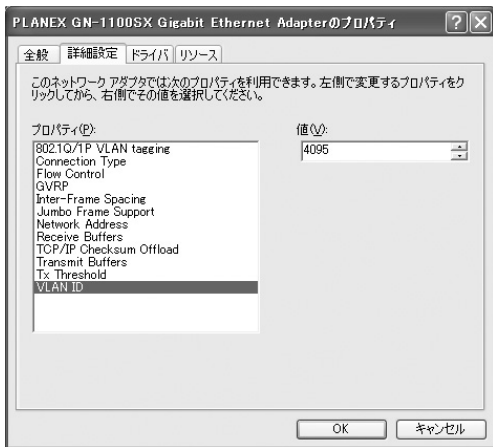 PLANEX GN-1100SX Gigabit Ethernet Adapterのプロパティ
全般 詳細設定 ドライバ リソース
このネットワーク アダプタでは次のプロパティを利用できます。左側で変更するプロパティをク
リックしてから、右側でその値を選択してください。
プロパティ(P):
値(V):
802.1Q/1P VLAN tagging
Connection Type
Flow Control
GVRP
Inter-Frame Spacing
Jumbo Frame Support
Network Address
Receive Buffers
TCP/IP Checksum Offload
Transmit Buffers
Tx Threshold
VLAN ID
4095
OK キャンセル